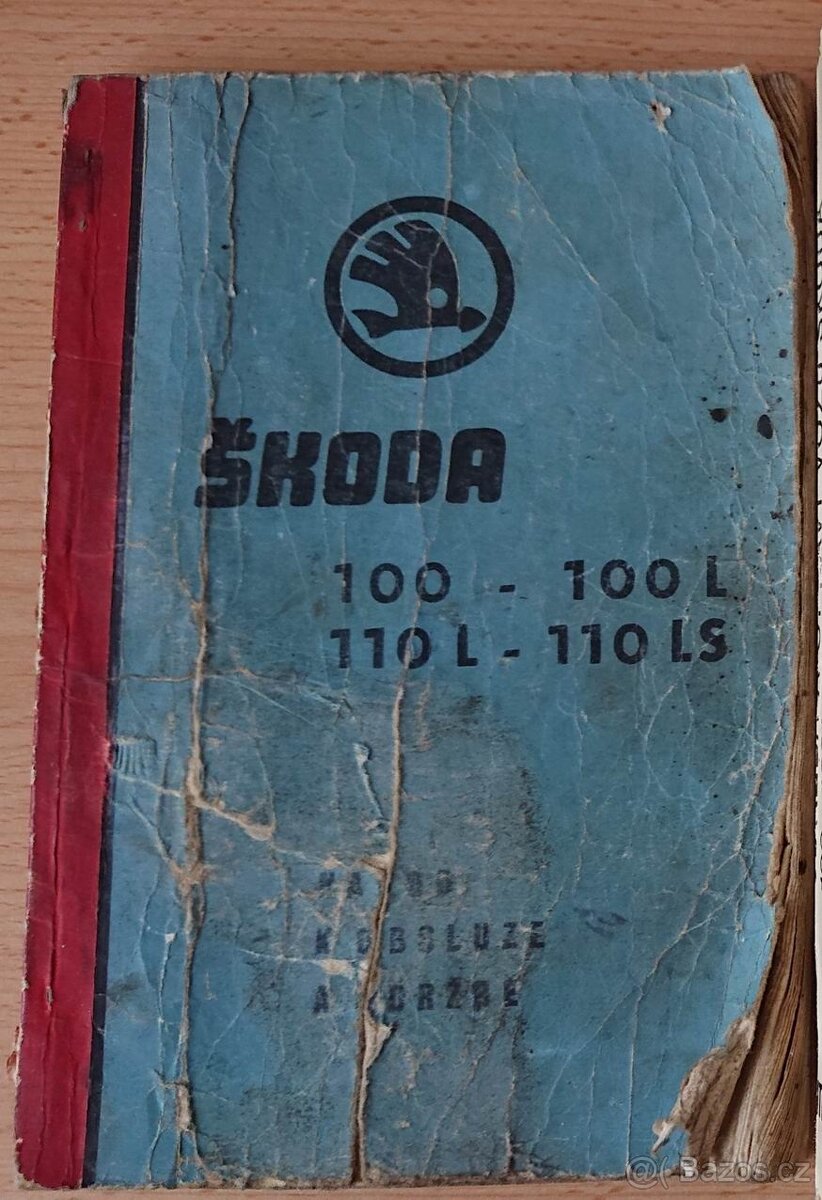 ŠKODA
100 - 100 L
110 L - 110 LS
K OBSLUZE
A
@( Bazos.cz